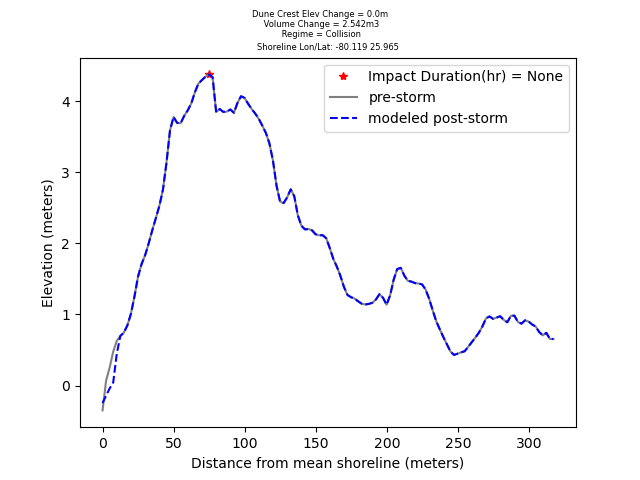 Dune Crest Elev Change = 0.0m
Volume Change = 2.542m3
Regime = Collision
Shoreline Lon/Lat: -80.119 25.965
Impact Duration(hr) = None
pre-storm
modeled post-storm
Elevation (meters)
4
3
2
1
0
0 50 100 150 200 250 300
Distance from mean shoreline (meters)